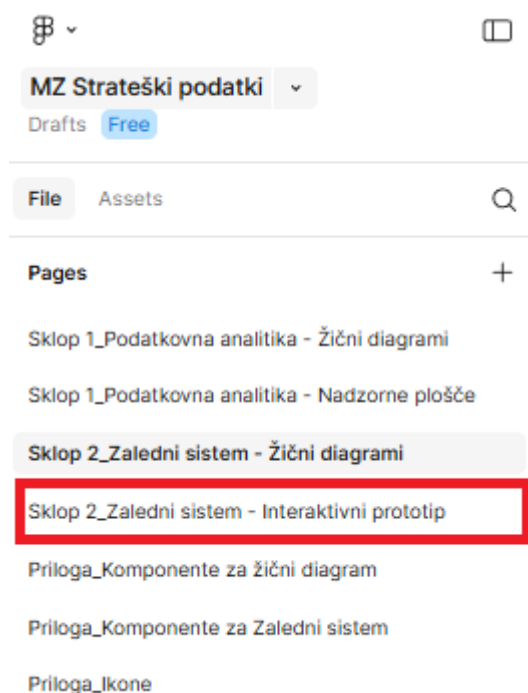 MZ Strateški podatki
Drafts Free
File Assets
Pages
Sklop 1_Podatkovna analitika - Žični diagrami
Sklop 1_Podatkovna analitika - Nadzorne plošče
Sklop 2_Zaledni sistem - Žični diagrami
Sklop 2_Zaledni sistem - Interaktivni prototip
Priloga_Komponente za žični diagram
Priloga_Komponente za Zaledni sistem
Priloga_Ikone